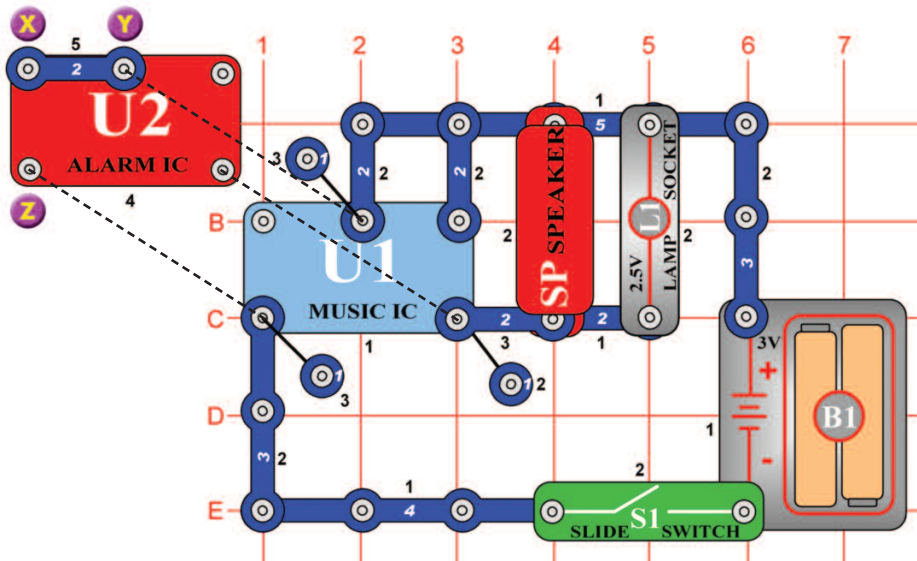 X Y
5
2
1 2 3 4 5 6 7
U2
ALARM IC
4
Z
1
5
3 1
2 2
2 2
2
3
B
U1
MUSIC IC
1
2
SP SPEAKER
2.5V L1 LAMP SOCKET
2
C
2
3
2
1
3V
+
-
B1
1
1
3
1 2
D
3 2
E
1
4
2
S1
SLIDE SWITCH